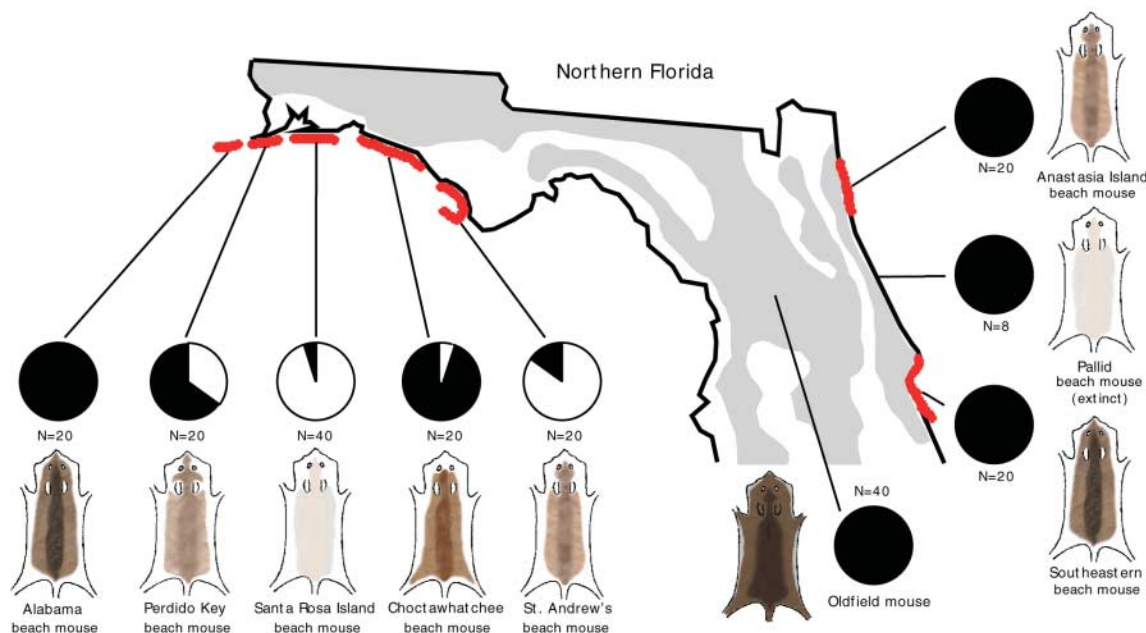 Northern Florida
N=20
Anastasia Island
beach mouse
N=8
Pallid
beach mouse
(extinct)
N=20
Southeastern
beach mouse
N=20
Alabama
beach mouse
N=20
Perdido Key
beach mouse
N=40
Santa Rosa Island
beach mouse
N=20
Choctawhatchee
beach mouse
N=20
St. Andrew's
beach mouse
N=40
Oldfield mouse